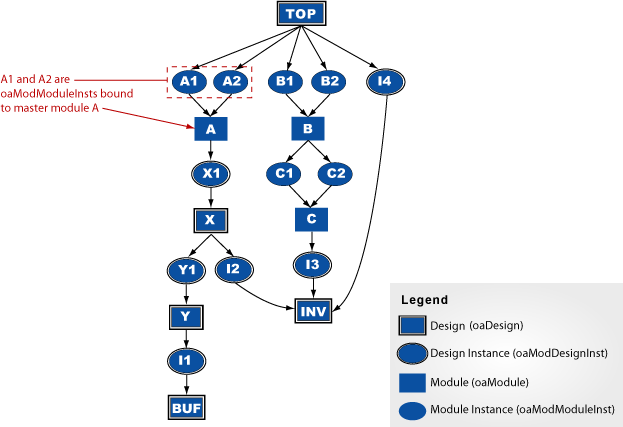 TOP
A1
A2
B1
B2
I4
A1 and A2 are
oaModModuleInsts bound
to master module A
A
B
X1
C1
C2
X
C
Y1
I2
I3
Y
INV
I1
BUF
Legend
Design (oaDesign)
Design Instance (oaModDesignInst)
Module (oaModule)
Module Instance (oaModModuleInst)